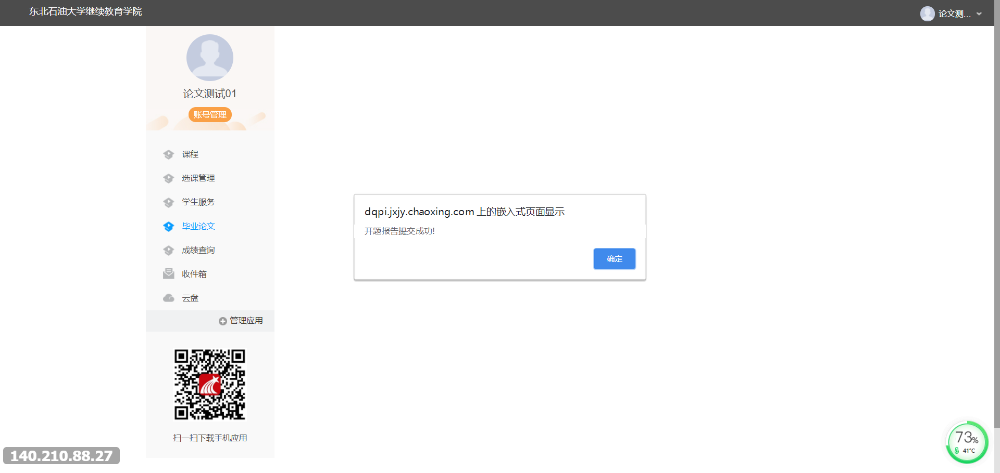 东北石油大学继续教育学院
论文测...
论文测试01
账号管理
课程
选课管理
学生服务
毕业论文
成绩查询
收件箱
云盘
管理应用
扫一扫下载手机应用
dqpi.jxjy.chaoxing.com 上的嵌入式页面显示
开题报告提交成功!
确定
73%
41°C
140.210.88.27